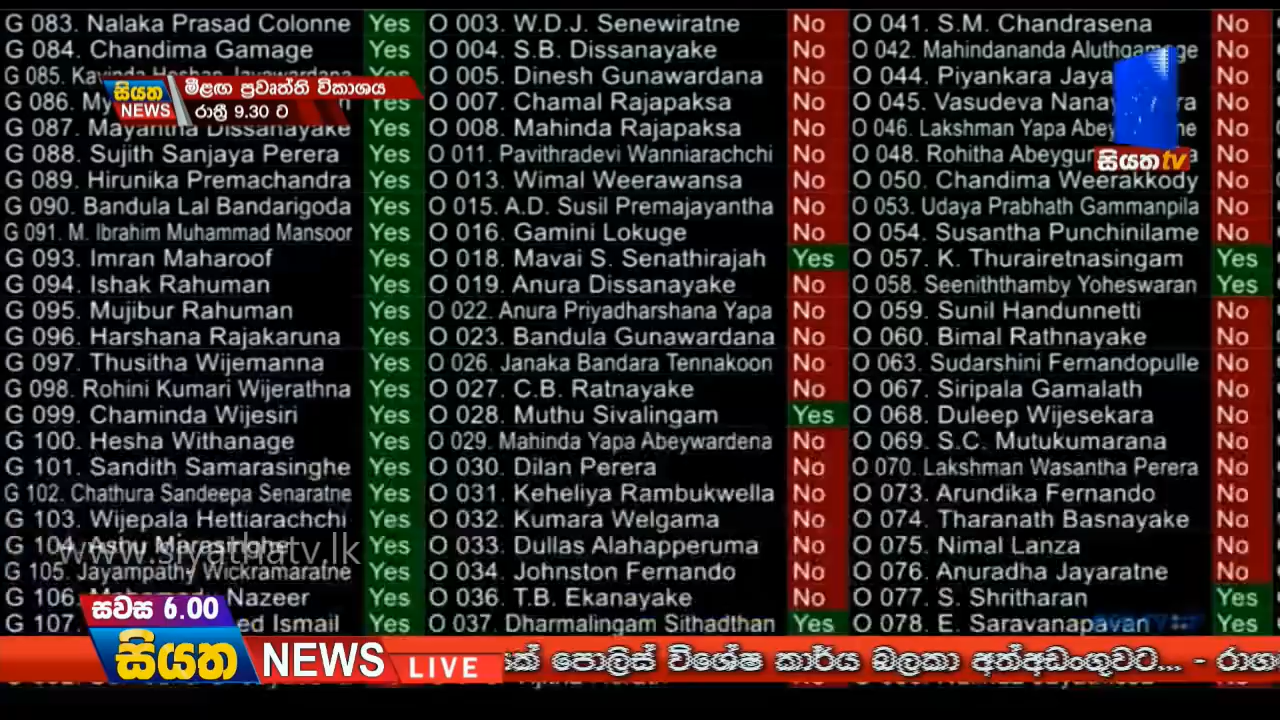 G 083. Nalaka Prasad Colonne Yes O 003. W.D.J. Senewiratne No O 041. S.M. Chandrasena No
G 084. Chandima Gamage Yes O 004. S.B. Dissanayake No O 042. Mahindananda No
G 085. Yes O 005. Dinesh Gunawardana No O 044. Piyankara No
සියත NEWS
මීළඟ ප්‍රවෘත්ති විකාශය
රාත්‍රී 9.30 ට
G 086. Yes O 007. Chamal Rajapaksa No O 045. Vasudeva No
G 087. Mayantha Dissanayake Yes O 008. Mahinda Rajapaksa No O 046. Lakshman Yapa No
G 088. Sujith Sanjaya Perera Yes O 011. Pavithradevi Wanniarachchi No O 048. Rohitha No
සියත tv
G 089. Hirunika Premachandra Yes O 013. Wimal Weerawansa No O 050. Chandima Weerakkody No
G 090. Bandula Lal Bandarigoda Yes O 015. A.D. Susil Premajayantha No O 053. Udaya Prabhath Gammanpila No
G 091. M. Ibrahim Muhammad Mansoor Yes O 016. Gamini Lokuge No O 054. Susantha Punchinilame No
G 093. Imran Maharoof Yes O 018. Mavai S. Senathirajah Yes O 057. K. Thurairetnasingam Yes
G 094. Ishak Rahuman Yes O 019. Anura Dissanayake No O 058. Seeniththamby Yoheswaran Yes
G 095. Mujibur Rahuman Yes O 022. Anura Priyadharshana Yapa No O 059. Sunil Handunnetti No
G 096. Harshana Rajakaruna Yes O 023. Bandula Gunawardana No O 060. Bimal Rathnayake No
G 097. Thusitha Wijemanna Yes O 026. Janaka Bandara Tennakoon No O 063. Sudarshini Fernandopulle No
G 098. Rohini Kumari Wijerathna Yes O 027. C.B. Ratnayake No O 067. Siripala Gamalath No
G 099. Chaminda Wijesiri Yes O 028. Muthu Sivalingam Yes O 068. Duleep Wijesekara No
G 100. Hesha Withanage Yes O 029. Mahinda Yapa Abeywardena No O 069. S.C. Mutukumarana No
G 101. Sandith Samarasinghe Yes O 030. Dilan Perera No O 070. Lakshman Wasantha Perera No
G 102. Chathura Sandeepa Senaratne Yes O 031. Keheliya Rambukwella No O 073. Arundika Fernando No
G 103. Wijepala Hettiarachchi Yes O 032. Kumara Welgama No O 074. Tharanath Basnayake No
G 104. Yes O 033. Dullas Alahapperuma No O 075. Nimal Lanza No
www.siyathatv.lk
G 105. Jayampathy Wickramaratne Yes O 034. Johnston Fernando No O 076. Anuradha Jayaratne No
G 106. Nazeer Yes O 036. T.B. Ekanayake No O 077. S. Shritharan Yes
G 107. Ismail Yes O 037. Dharmalingam Sithadthan Yes O 078. E. Saravanapavan Yes
සවස 6.00
සියත NEWS LIVE
පොලිස් විශේෂ කාර්ය බලකා අත්අඩංගුවට... -